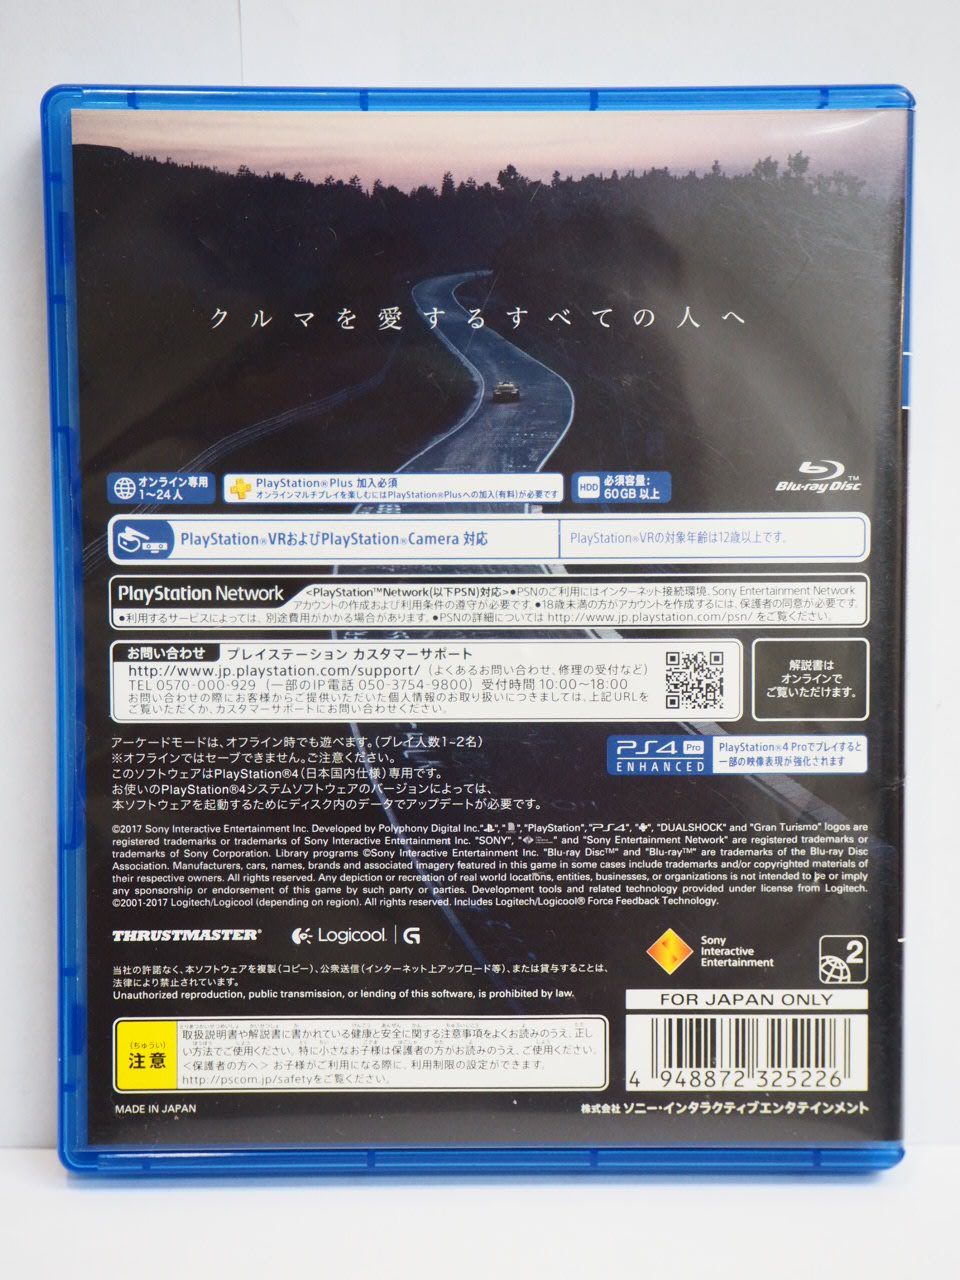 クルマを愛するすべての人へ
オンライン専用
1〜24人
PlayStation®Plus 加入必須
オンラインマルチプレイを楽しむにはPlayStation®Plusへの加入(有料)が必要です
HDD
必須容量:
60GB 以上
Blu-ray Disc™
PlayStation®VRおよびPlayStation®Camera 対応
PlayStation®VRの対象年齢は12歳以上です。
PlayStation Network
<PlayStation™Network(以下PSN)対応>●PSNのご利用にはインターネット接続環境、Sony Entertainment Network
アカウントの作成および利用条件の遵守が必要です。●18歳未満の方がアカウントを作成するには、保護者の同意が必要です。
●利用するサービスによっては、別途費用がかかる場合があります。●PSNの詳細については http://www.jp.playstation.com/psn/ をご覧ください。
お問い合わせ プレイステーション カスタマーサポート
http://www.jp.playstation.com/support/ (よくあるお問い合わせ、修理の受付など)
TEL 0570-000-929 (一部のIP電話 050-3754-9800) 受付時間 10:00〜18:00
お問い合わせの際にお客様からご提供いただいた個人情報のお取り扱いにつきましては、上記URLを
ご覧いただくか、カスタマーサポートにお問い合わせください。
解説書は
オンラインで
ご覧いただけます。
アーケードモードは、オフライン時でも遊べます。(プレイ人数1~2名)
※オフラインではセーブできません。ご注意ください。
このソフトウェアはPlayStation®4(日本国内仕様)専用です。
お使いのPlayStation®4システムソフトウェアのバージョンによっては、
本ソフトウェアを起動するためにディスク内のデータでアップデートが必要です。
PS4 Pro
ENHANCED
PlayStation®4 Proでプレイすると
一部の映像表現が強化されます
©2017 Sony Interactive Entertainment Inc. Developed by Polyphony Digital Inc. "PlayStation", "PS4", "DUALSHOCK" and "Gran Turismo" logos are
registered trademarks or trademarks of Sony Interactive Entertainment Inc. "SONY", and "Sony Entertainment Network" are registered trademarks or
trademarks of Sony Corporation. Library programs ©Sony Interactive Entertainment Inc. "Blu-ray Disc™" and "Blu-ray™" are trademarks of the Blu-ray Disc
Association. Manufacturers, cars, names, brands and associated imagery featured in this game in some cases include trademarks and/or copyrighted materials of
their respective owners. All rights reserved. Any depiction or recreation of real world locations, entities, businesses, or organizations is not intended to be or imply
any sponsorship or endorsement of this game by such party or parties. Development tools and related technology provided under license from Logitech.
©2001-2017 Logitech/Logicool (depending on region). All rights reserved. Includes Logitech/Logicool® Force Feedback Technology.
THRUSTMASTER®
Logicool | G
Sony
Interactive
Entertainment
2
当社の許諾なく、本ソフトウェアを複製(コピー)、公衆送信(インターネット上アップロード等)、または貸与することは、
法律により禁止されています。
Unauthorized reproduction, public transmission, or lending of this software, is prohibited by law.
FOR JAPAN ONLY
(ちゅうい)
注意
取扱説明書や解説書に書かれている健康と安全に関する注意事項をよくお読みのうえ、正し
い方法でご使用ください。特に小さなお子様は保護者の方がお読みのうえ、ご使用ください。
<保護者の方へ> お子様がご利用になる際に、利用制限の設定ができます。
http://pscom.jp/safetyをご覧ください。
4 948872 325226
MADE IN JAPAN
株式会社 ソニー・インタラクティブエンタテインメント